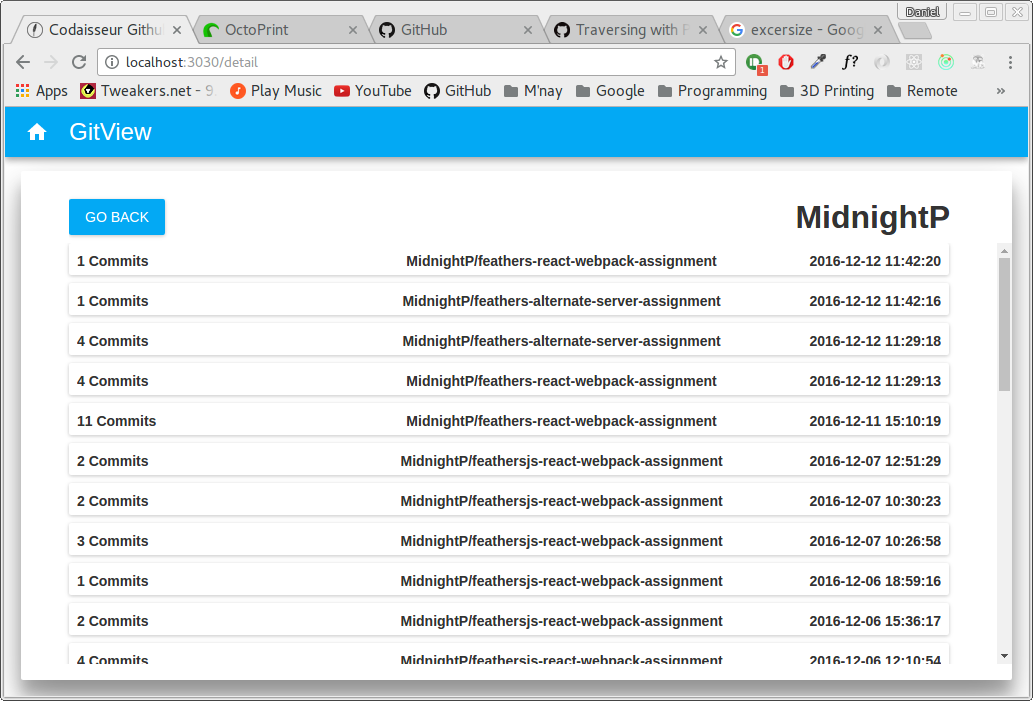 Daniel
Codaisseur Githu
OctoPrint
GitHub
Traversing with F
excersize - Goog
localhost:3030/detail
1
f?
Apps
Tweakers.net - 9
Play Music
YouTube
GitHub
M'nay
Google
Programming
3D Printing
Remote
»
GitView
GO BACK
MidnightP
1 Commits MidnightP/feathers-react-webpack-assignment 2016-12-12 11:42:20
1 Commits MidnightP/feathers-alternate-server-assignment 2016-12-12 11:42:16
4 Commits MidnightP/feathers-alternate-server-assignment 2016-12-12 11:29:18
4 Commits MidnightP/feathers-react-webpack-assignment 2016-12-12 11:29:13
11 Commits MidnightP/feathers-react-webpack-assignment 2016-12-11 15:10:19
2 Commits MidnightP/feathersjs-react-webpack-assignment 2016-12-07 12:51:29
2 Commits MidnightP/feathersjs-react-webpack-assignment 2016-12-07 10:30:23
3 Commits MidnightP/feathersjs-react-webpack-assignment 2016-12-07 10:26:58
1 Commits MidnightP/feathersjs-react-webpack-assignment 2016-12-06 18:59:16
2 Commits MidnightP/feathersjs-react-webpack-assignment 2016-12-06 15:36:17
4 Commits MidnightP/feathersjs-react-webpack-assignment 2016-12-06 12:10:54